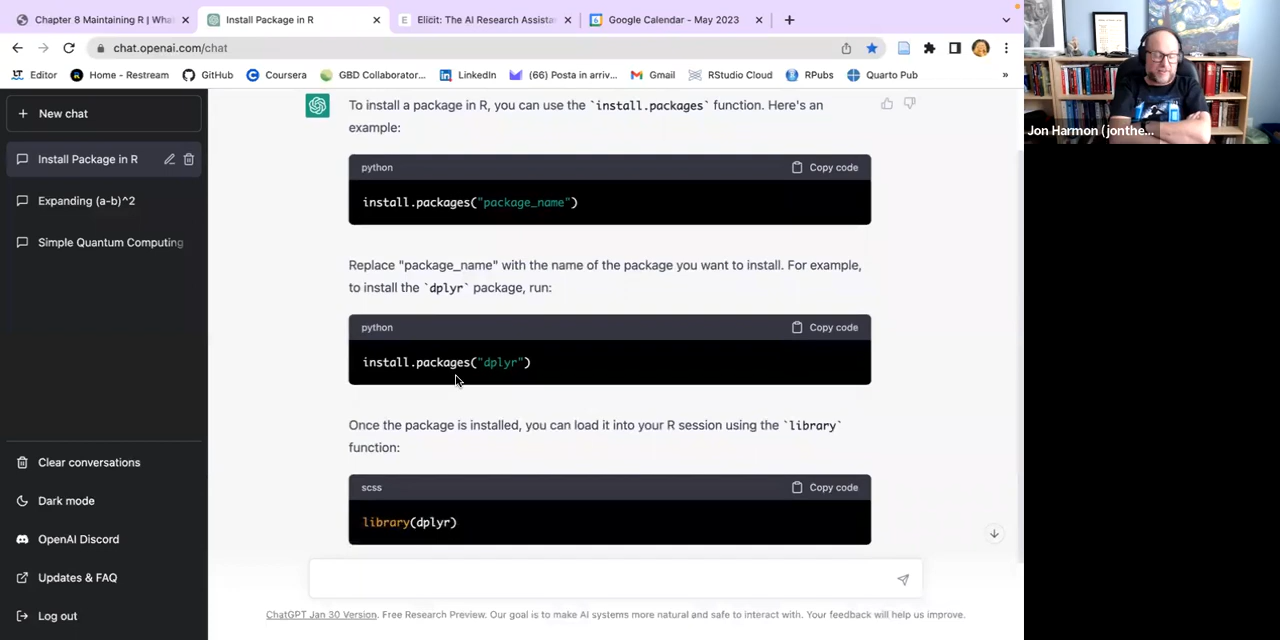 Chapter 8 Maintaining R | Wha
Install Package in R
Elicit: The AI Research Assista
Google Calendar - May 2023
chat.openai.com/chat
Editor
Home - Restream
GitHub
Coursera
GBD Collaborator...
LinkedIn
(66) Posta in arriv...
Gmail
RStudio Cloud
RPubs
Quarto Pub
»
New chat
Install Package in R
Expanding (a-b)^2
Simple Quantum Computing
Clear conversations
Dark mode
OpenAI Discord
Updates & FAQ
Log out
To install a package in R, you can use the `install.packages` function. Here's an
example:
python
Copy code
install.packages("package_name")
Replace "package_name" with the name of the package you want to install. For example,
to install the `dplyr` package, run:
python
Copy code
install.packages("dplyr")
Once the package is installed, you can load it into your R session using the `library`
function:
scss
Copy code
library(dplyr)
ChatGPT Jan 30 Version. Free Research Preview. Our goal is to make AI systems more natural and safe to interact with. Your feedback will help us improve.
Jon Harmon (jonthe...